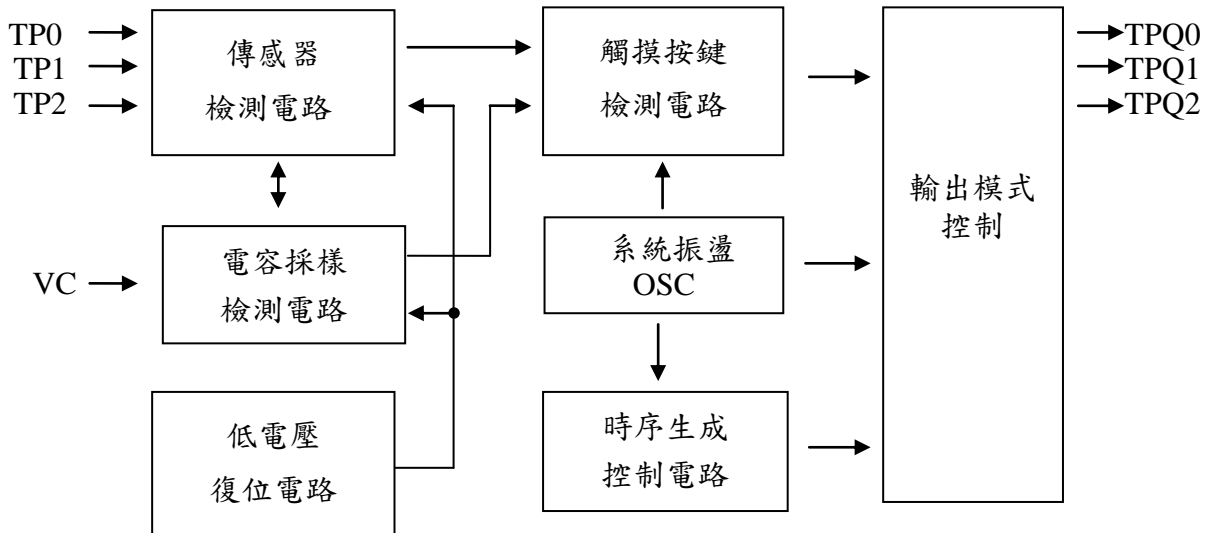 TP0
TP1
TP2
傳感器
檢測電路
觸摸按鍵
檢測電路
TPQ0
TPQ1
TPQ2
輸出模式
控制
VC
電容採樣
檢測電路
系統振盪
OSC
低電壓
復位電路
時序生成
控制電路